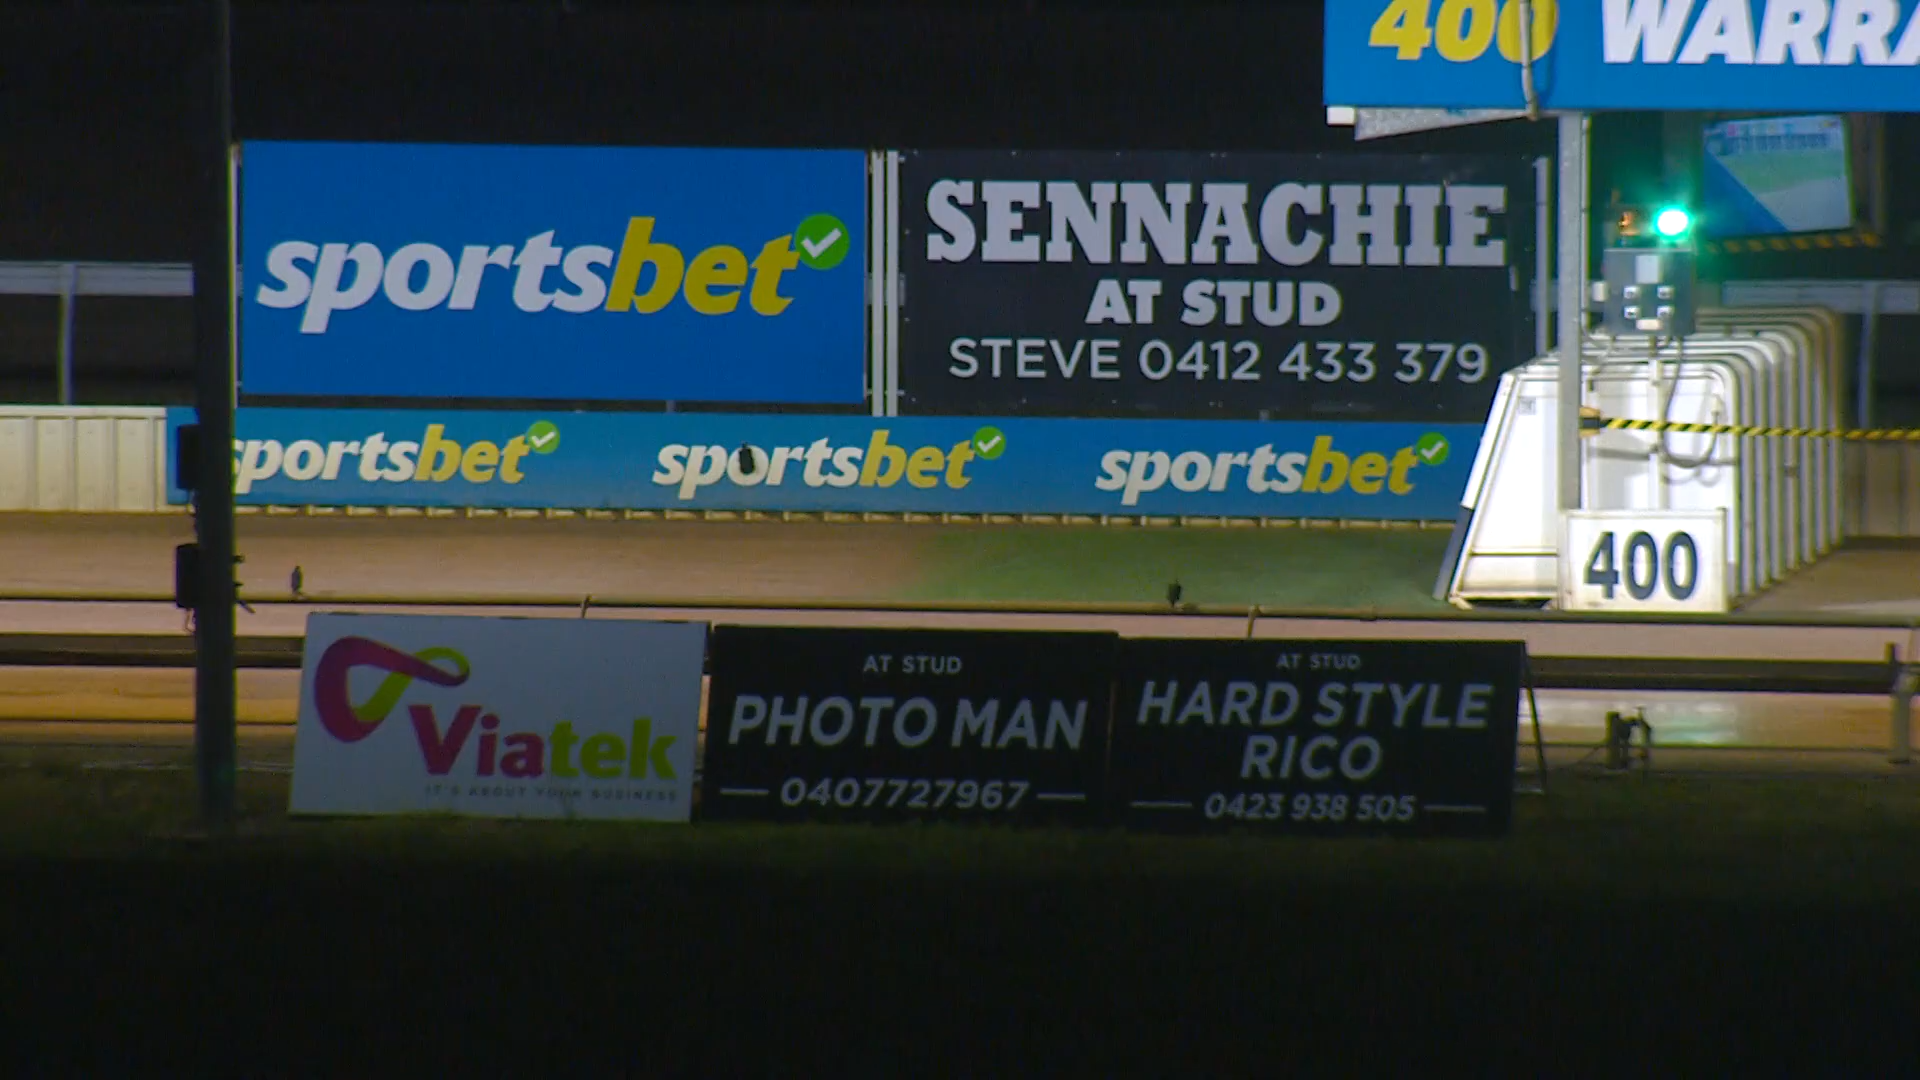 400 WARRA
sportsbet
SENNACHIE
AT STUD
STEVE 0412 433 379
sportsbet
sportsbet
sportsbet
400
Viatek
IT'S ABOUT YOUR BUSINESS
AT STUD
PHOTO MAN
0407727967
AT STUD
HARD STYLE
RICO
0423 938 505